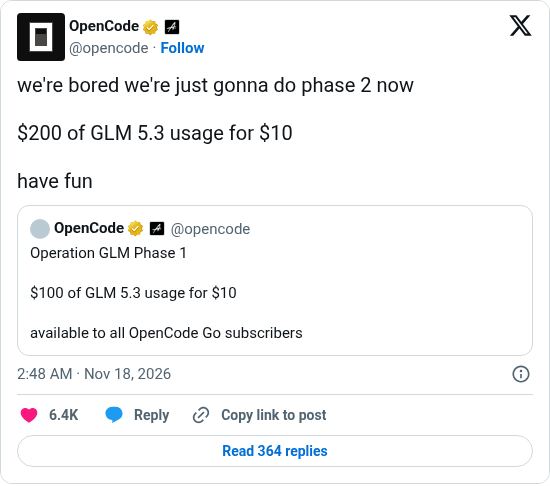 OpenCode
@opencode · Follow
we're bored we're just gonna do phase 2 now
$200 of GLM 5.3 usage for $10
have fun
OpenCode @opencode
Operation GLM Phase 1
$100 of GLM 5.3 usage for $10
available to all OpenCode Go subscribers
2:48 AM · Nov 18, 2026
6.4K Reply Copy link to post
Read 364 replies